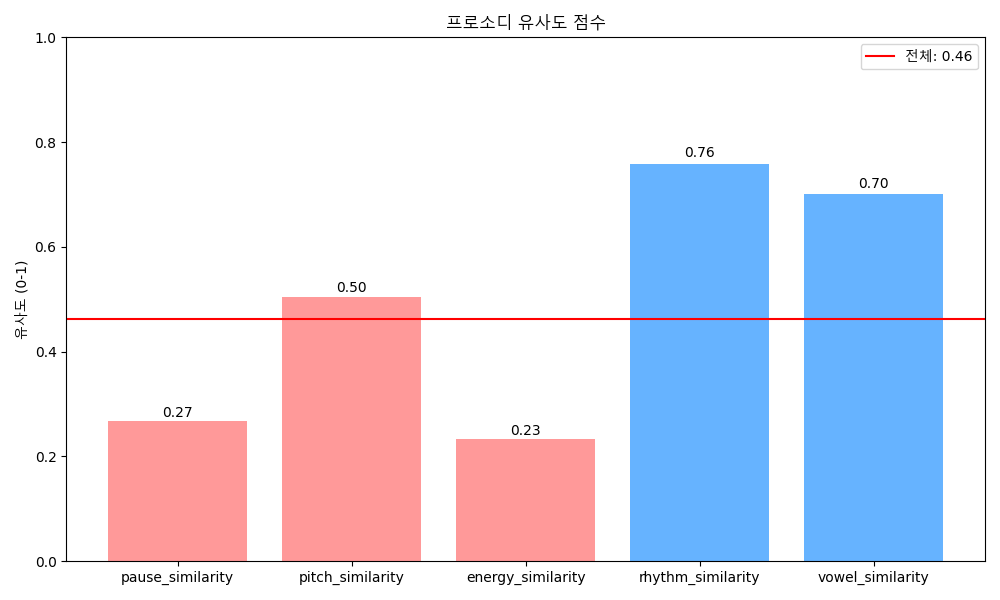 프로소디 유사도 점수
전체: 0.46
유사도 (0-1)
1.0
0.8
0.6
0.4
0.2
0.0
0.27
0.50
0.23
0.76
0.70
pause_similarity
pitch_similarity
energy_similarity
rhythm_similarity
vowel_similarity